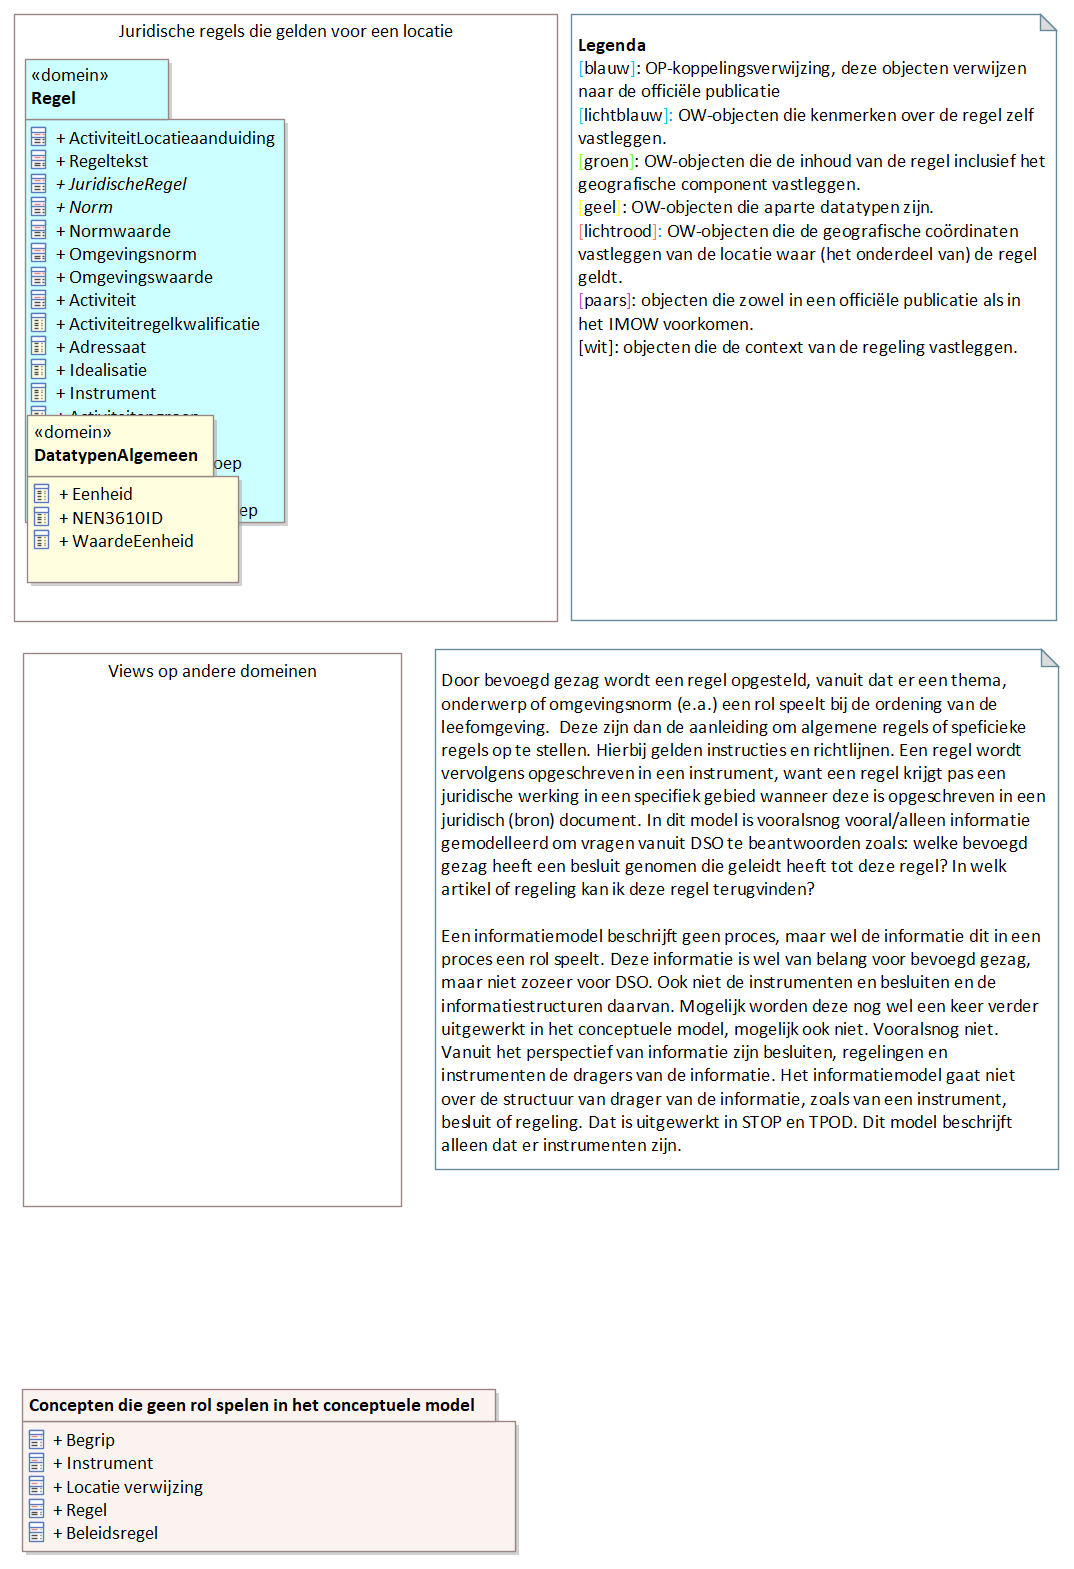 Juridische regels die gelden voor een locatie
«domein»
Regel
+ ActiviteitLocatieaanduiding
+ Regeltekst
+ JuridischeRegel
+ Norm
+ Normwaarde
+ Omgevingsnorm
+ Omgevingswaarde
+ Activiteit
+ Activiteitregelkwalificatie
+ Adressaat
+ Idealisatie
+ Instrument
«domein»
DatatypenAlgemeen
+ Eenheid
+ NEN3610ID
+ WaardeEenheid
Legenda
[blauw]: OP-koppelingsverwijzing, deze objecten verwijzen
naar de officiële publicatie
[lichtblauw]: OW-objecten die kenmerken over de regel zelf
vastleggen.
[groen]: OW-objecten die de inhoud van de regel inclusief het
geografische component vastleggen.
[geel]: OW-objecten die aparte datatypen zijn.
[lichtrood]: OW-objecten die de geografische coördinaten
vastleggen van de locatie waar (het onderdeel van) de regel
geldt.
[paars]: objecten die zowel in een officiële publicatie als in
het IMOW voorkomen.
[wit]: objecten die de context van de regeling vastleggen.
Views op andere domeinen
Door bevoegd gezag wordt een regel opgesteld, vanuit dat er een thema,
onderwerp of omgevingsnorm (e.a.) een rol speelt bij de ordening van de
leefomgeving.  Deze zijn dan de aanleiding om algemene regels of speficieke
regels op te stellen. Hierbij gelden instructies en richtlijnen. Een regel wordt
vervolgens opgeschreven in een instrument, want een regel krijgt pas een
juridische werking in een specifiek gebied wanneer deze is opgeschreven in een
juridisch (bron) document. In dit model is vooralsnog vooral/alleen informatie
gemodelleerd om vragen vanuit DSO te beantwoorden zoals: welke bevoegd
gezag heeft een besluit genomen die geleidt heeft tot deze regel? In welk
artikel of regeling kan ik deze regel terugvinden?
Een informatiemodel beschrijft geen proces, maar wel de informatie dit in een
proces een rol speelt. Deze informatie is wel van belang voor bevoegd gezag,
maar niet zozeer voor DSO. Ook niet de instrumenten en besluiten en de
informatiestructuren daarvan. Mogelijk worden deze nog wel een keer verder
uitgewerkt in het conceptuele model, mogelijk ook niet. Vooralsnog niet.
Vanuit het perspectief van informatie zijn besluiten, regelingen en
instrumenten de dragers van de informatie. Het informatiemodel gaat niet
over de structuur van drager van de informatie, zoals van een instrument,
besluit of regeling. Dat is uitgewerkt in STOP en TPOD. Dit model beschrijft
alleen dat er instrumenten zijn.
Concepten die geen rol spelen in het conceptuele model
+ Begrip
+ Instrument
+ Locatie verwijzing
+ Regel
+ Beleidsregel